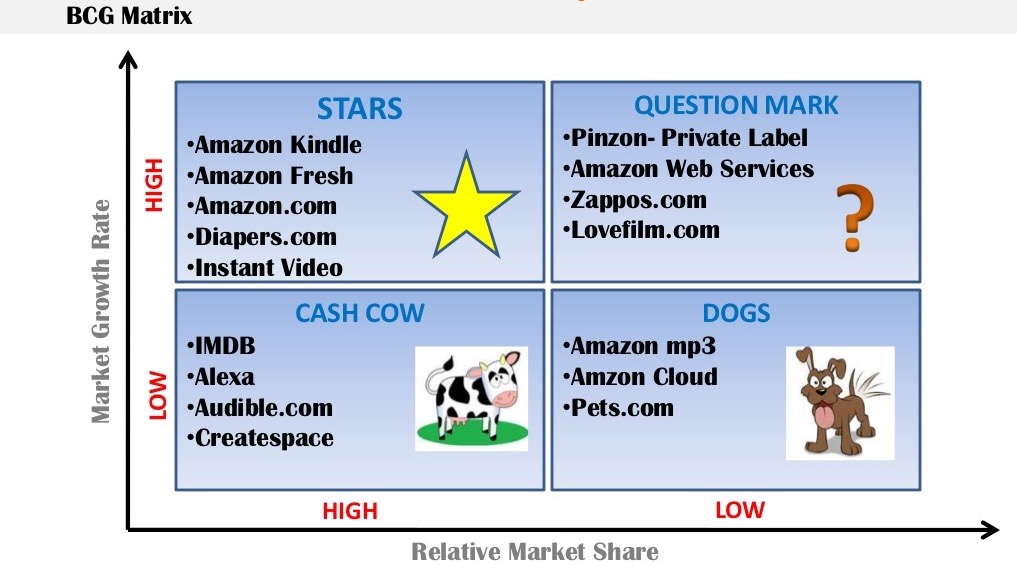 BCG Matrix
STARS
•Amazon Kindle
•Amazon Fresh
•Amazon.com
•Diapers.com
•Instant Video
QUESTION MARK
•Pinzon- Private Label
•Amazon Web Services
•Zappos.com
•Lovefilm.com
?
CASH COW
•IMDB
•Alexa
•Audible.com
•Createspace
DOGS
•Amazon mp3
•Amzon Cloud
•Pets.com
HIGH
LOW
Market Growth Rate
HIGH
LOW
Relative Market Share